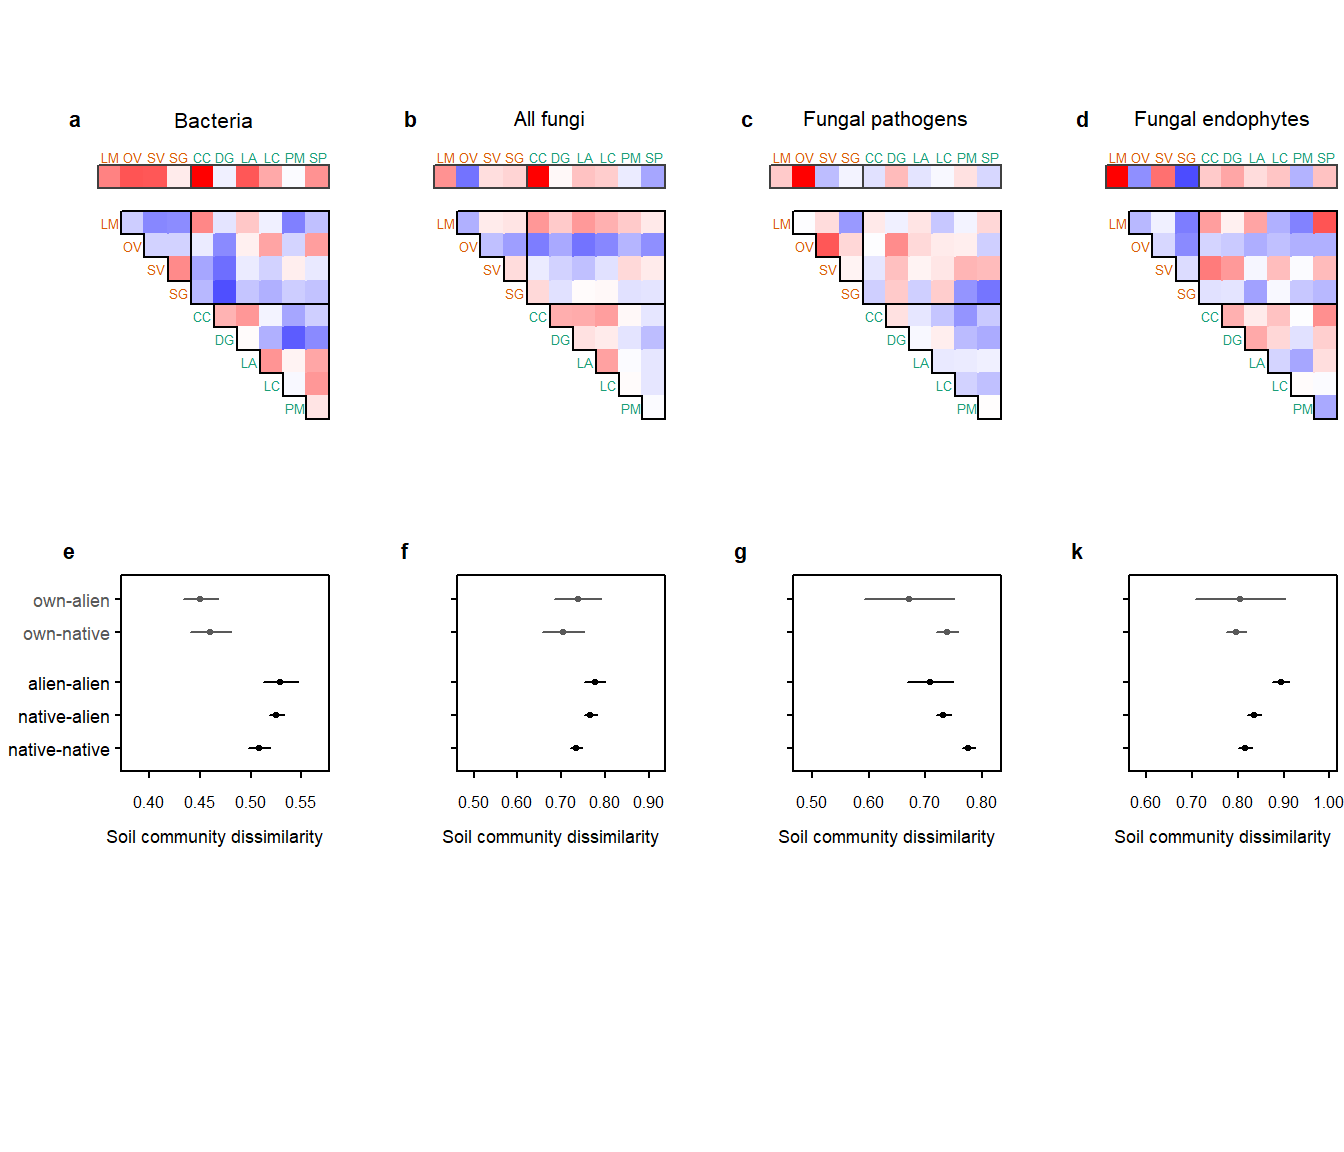 a Bacteria b All fungi c Fungal pathogens d Fungal endophytes
LM OV SV SG CC DG LA LC PM SP LM OV SV SG CC DG LA LC PM SP LM OV SV SG CC DG LA LC PM SP LM OV SV SG CC DG LA LC PM SP
LM LM LM LM
OV OV OV OV
SV SV SV SV
SG SG SG SG
CC CC CC CC
DG DG DG DG
LA LA LA LA
LC LC LC LC
PM PM PM PM
e f g k
own-alien
own-native
alien-alien
native-alien
native-native
0.40 0.45 0.50 0.55 0.50 0.60 0.70 0.80 0.90 0.50 0.60 0.70 0.80 0.60 0.70 0.80 0.90 1.00
Soil community dissimilarity Soil community dissimilarity Soil community dissimilarity Soil community dissimilarity